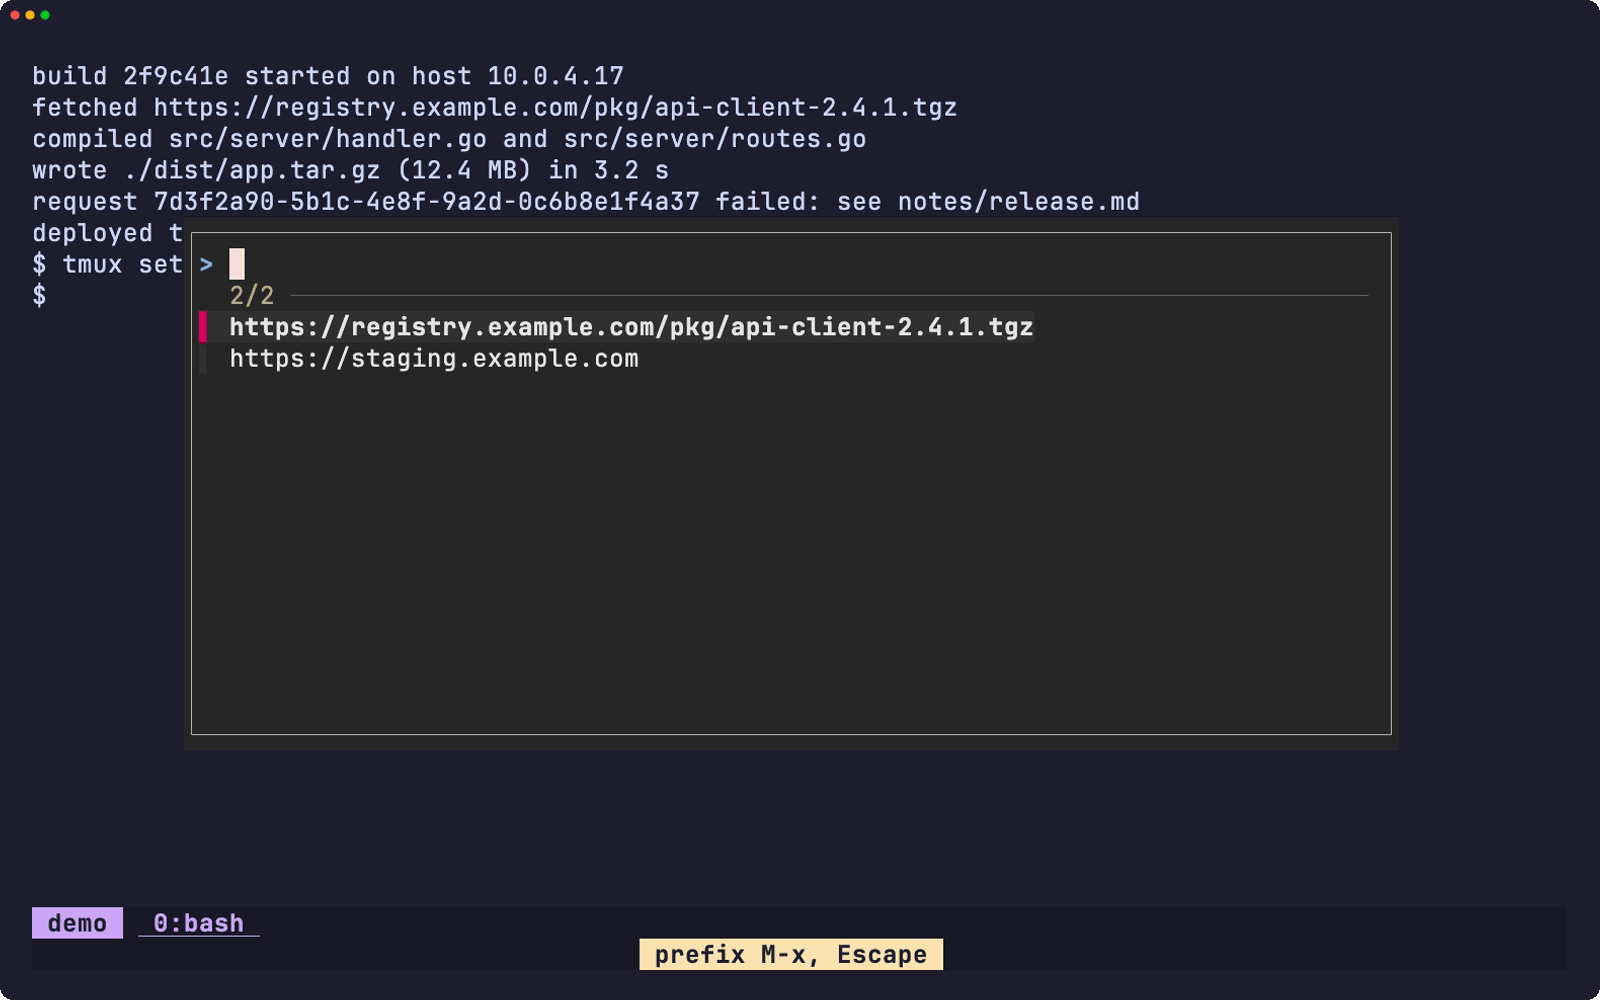 build 2f9c41e started on host 10.0.4.17
fetched https://registry.example.com/pkg/api-client-2.4.1.tgz
compiled src/server/handler.go and src/server/routes.go
wrote ./dist/app.tar.gz (12.4 MB) in 3.2 s
request 7d3f2a90-5b1c-4e8f-9a2d-0c6b8e1f4a37 failed: see notes/release.md
deployed t
$ tmux set
$
>
2/2
https://registry.example.com/pkg/api-client-2.4.1.tgz
https://staging.example.com
demo 0:bash
prefix M-x, Escape